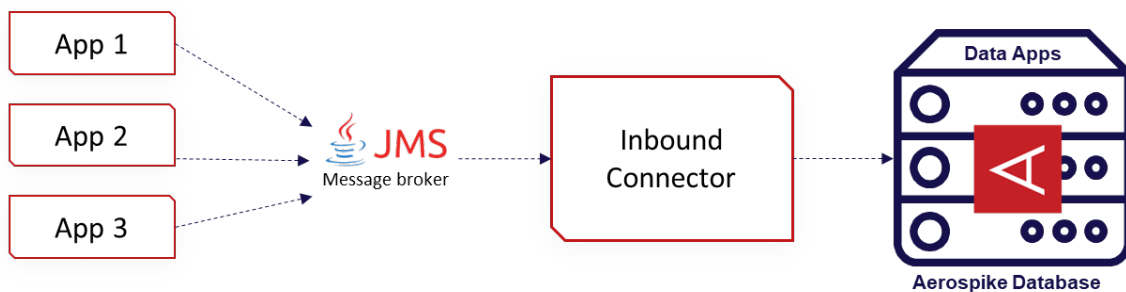 App 1
App 2
App 3
JMS
Message broker
Inbound
Connector
Data Apps
A
Aerospike Database